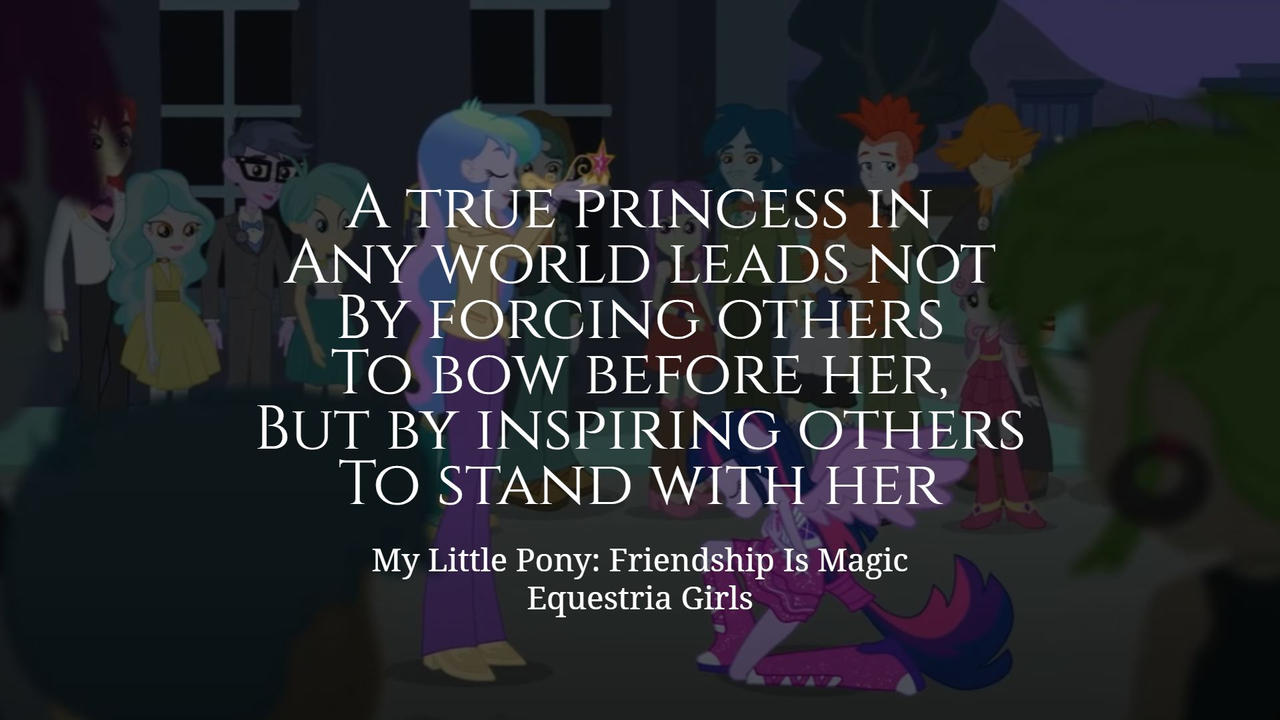 A true princess in
Any world leads not
By forcing others
To bow before her,
But by inspiring others
To stand with her
My Little Pony: Friendship Is Magic
Equestria Girls